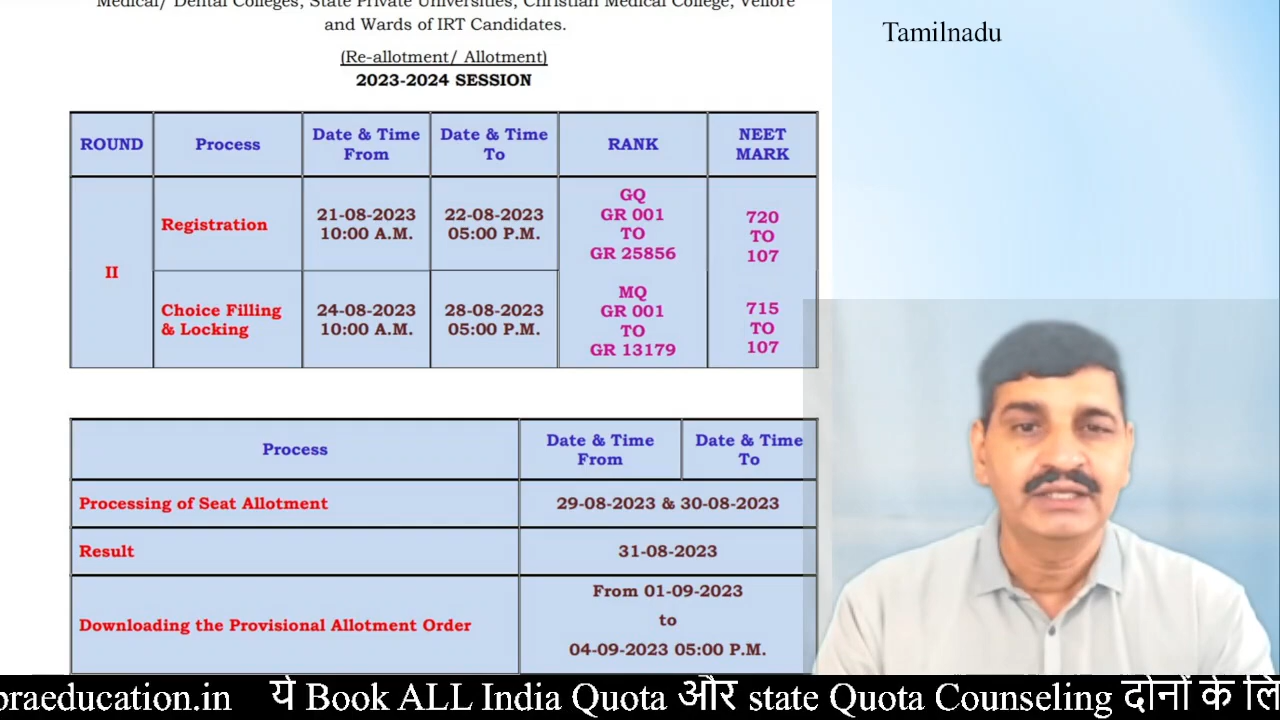 Medical/ Dental Colleges, State Private Universities, Christian Medical College, Vellore
and Wards of IRT Candidates.
(Re-allotment/ Allotment)
2023-2024 SESSION
Tamilnadu
ROUND Process Date & Time From Date & Time To RANK NEET MARK
II
Registration 21-08-2023 10:00 A.M. 22-08-2023 05:00 P.M.
GQ
GR 001
TO
GR 25856
720
TO
107
Choice Filling & Locking 24-08-2023 10:00 A.M. 28-08-2023 05:00 P.M.
MQ
GR 001
TO
GR 13179
715
TO
107
Process Date & Time From Date & Time To
Processing of Seat Allotment 29-08-2023 & 30-08-2023
Result 31-08-2023
Downloading the Provisional Allotment Order
From 01-09-2023
to
04-09-2023 05:00 P.M.
praeducation.in ये Book ALL India Quota और state Quota Counseling दोनों के लि